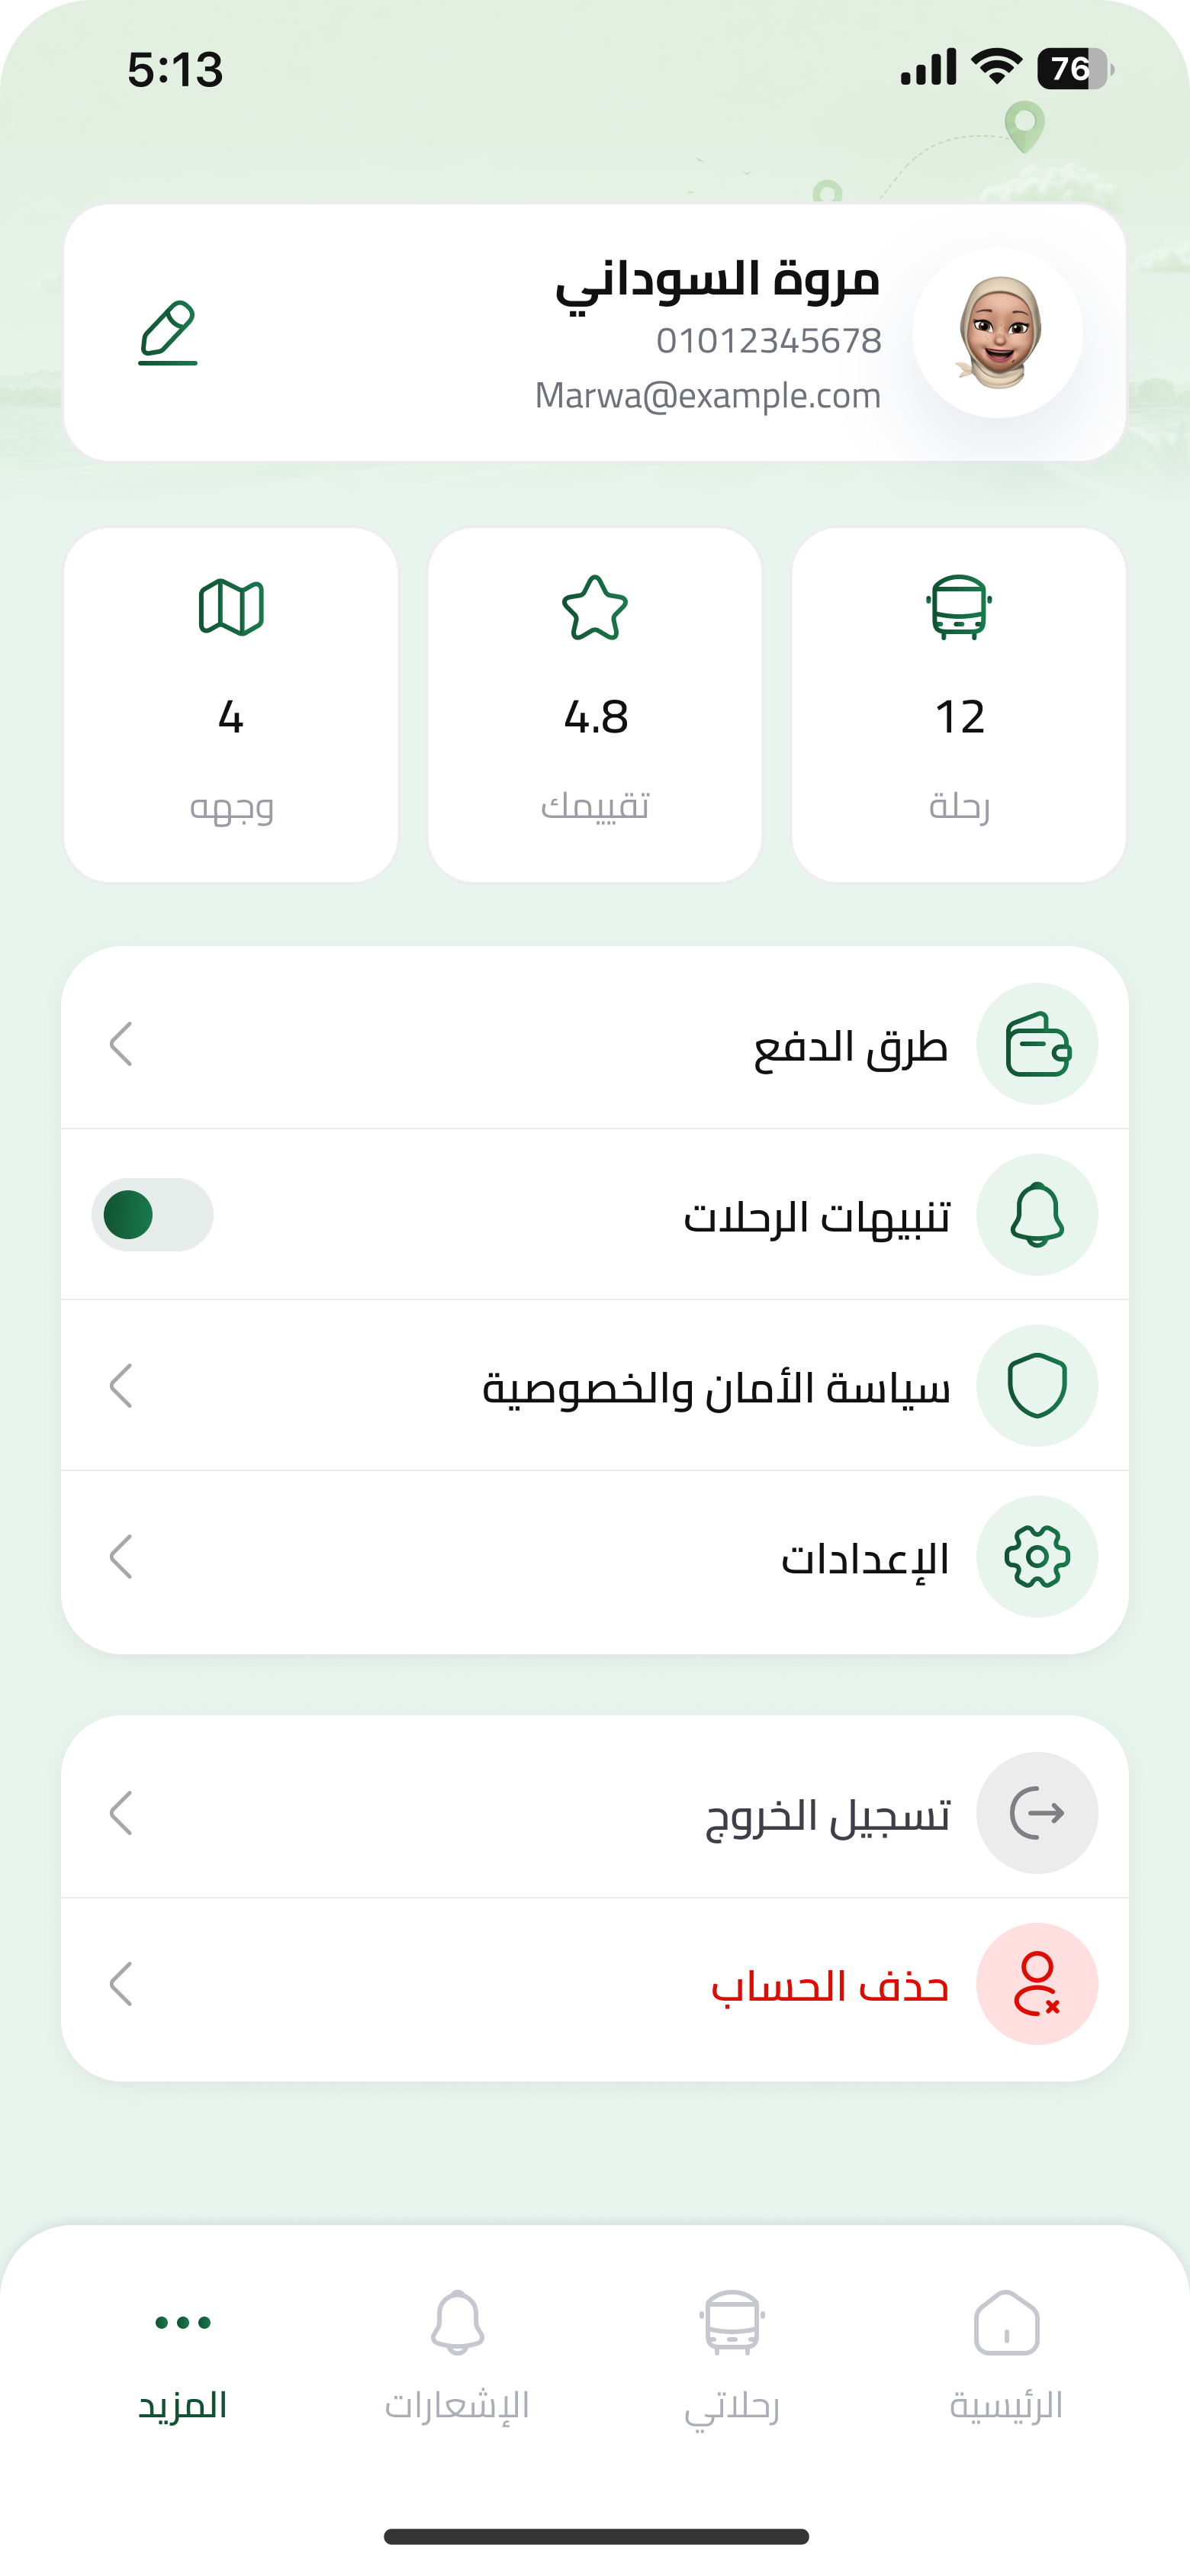 5:13
76
مروة السوداني
01012345678
Marwa@example.com
12
4.8
4
رحلة
تقييمك
وجهه
طرق الدفع
تنبيهات الرحلات
سياسة الأمان والخصوصية
الإعدادات
تسجيل الخروج
حذف الحساب
الرئيسية
رحلاتي
الإشعارات
المزيد